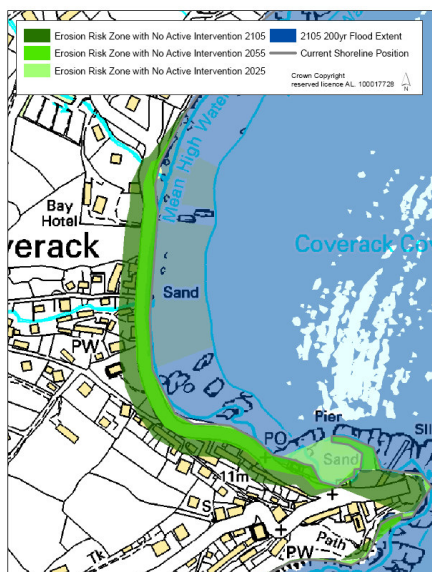 Erosion Risk Zone with No Active Intervention 2105
Erosion Risk Zone with No Active Intervention 2055
Erosion Risk Zone with No Active Intervention 2025
2105 200yr Flood Extent
Current Shoreline Position
Crown Copyright
reserved licence AL. 100017728
N
Mean High Water
Bay
Hotel
verack
Coverack Co
Sand
PW
Pier
PO
Sli
Sand
11m
S
Tk
Path
PW